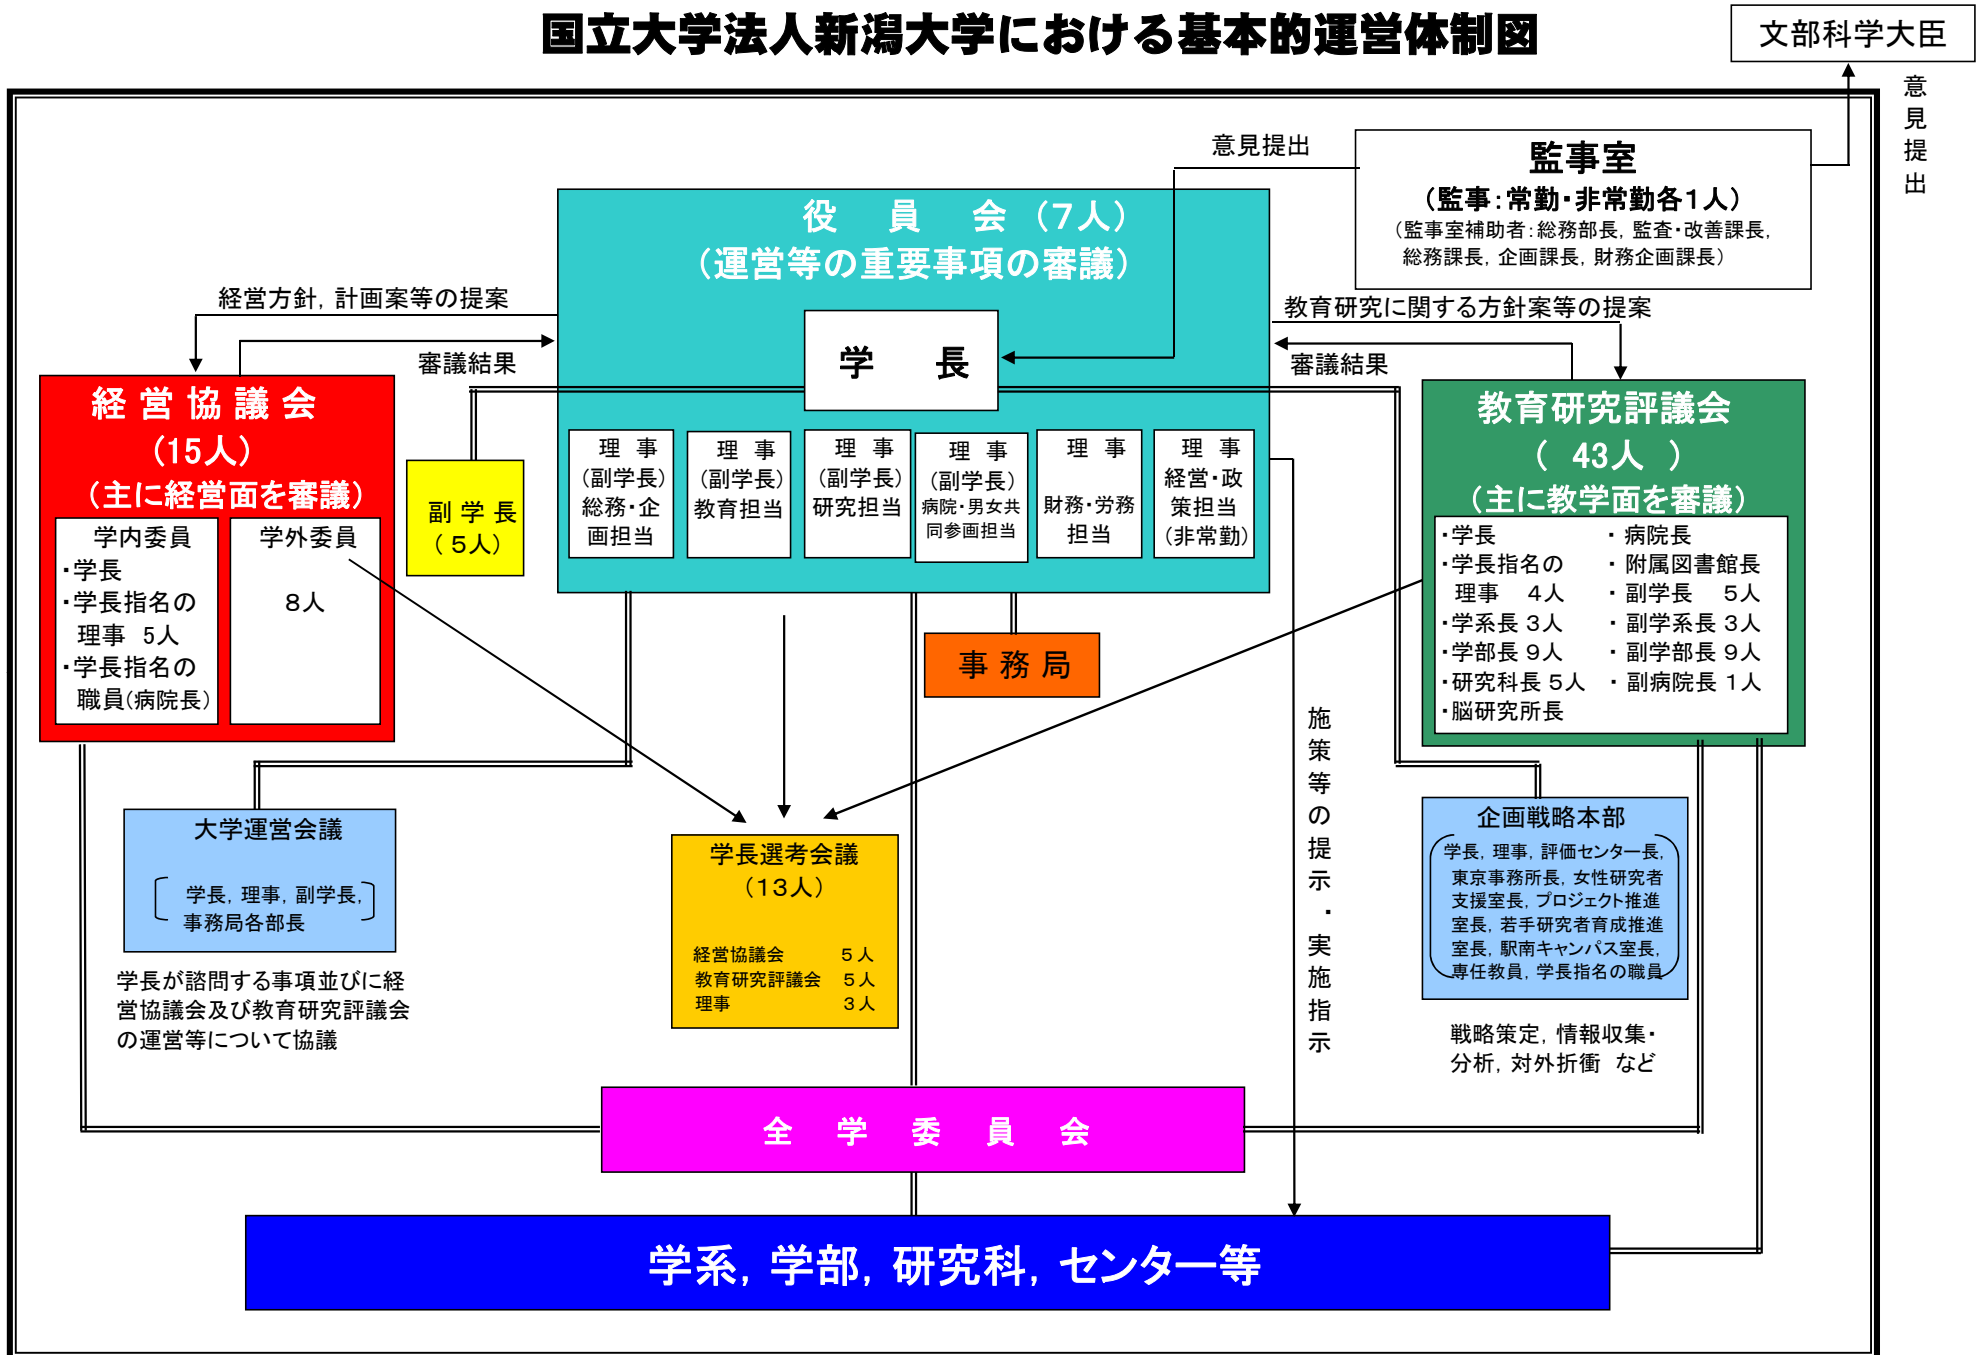 国立大学法人新潟大学における基本的運営体制図
文部科学大臣
意見提出
意見提出
監事室
（監事：常勤・非常勤各１人）
（監事室補助者：総務部長，監査・改善課長，
総務課長，企画課長，財務企画課長）
役　員　会（７人）
（運営等の重要事項の審議）
学　長
経営方針，計画案等の提案
審議結果
教育研究に関する方針案等の提案
審議結果
経営協議会
（15人）
（主に経営面を審議）
学内委員
・学長
・学長指名の
理事 5人
・学長指名の
職員（病院長）
学外委員
８人
副学長
（５人）
理　事
（副学長）
総務・企
画担当
理　事
（副学長）
教育担当
理　事
（副学長）
研究担当
理　事
（副学長）
病院・男女共
同参画担当
理　事
財務・労務
担当
理　事
経営・政
策担当
（非常勤）
教育研究評議会
（ 43人 ）
（主に教学面を審議）
・学長
・学長指名の
理事　４人
・学系長３人
・学部長９人
・研究科長５人
・脳研究所長
・病院長
・附属図書館長
・副学長　５人
・副学系長３人
・副学部長９人
・副病院長１人
事務局
施策等の提示・実施指示
大学運営会議
学長，理事，副学長，
事務局各部長
学長が諮問する事項並びに経
営協議会及び教育研究評議会
の運営等について協議
学長選考会議
（１３人）
経営協議会　５人
教育研究評議会　５人
理事　３人
企画戦略本部
学長，理事，評価センター長，
東京事務所長，女性研究者
支援室長，プロジェクト推進
室長，若手研究者育成推進
室長，駅南キャンパス室長，
専任教員，学長指名の職員
戦略策定，情報収集・
分析，対外折衝　など
全　学　委　員　会
学系，学部，研究科，センター等